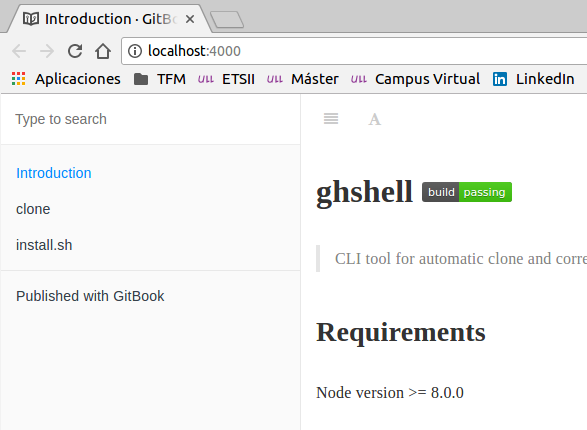 Introduction · GitB
localhost:4000
Aplicaciones TFM ULL ETSII ULL Máster ULL Campus Virtual in LinkedIn
Type to search
A
Introduction
clone
install.sh
Published with GitBook
ghshell build passing
CLI tool for automatic clone and corre
Requirements
Node version >= 8.0.0